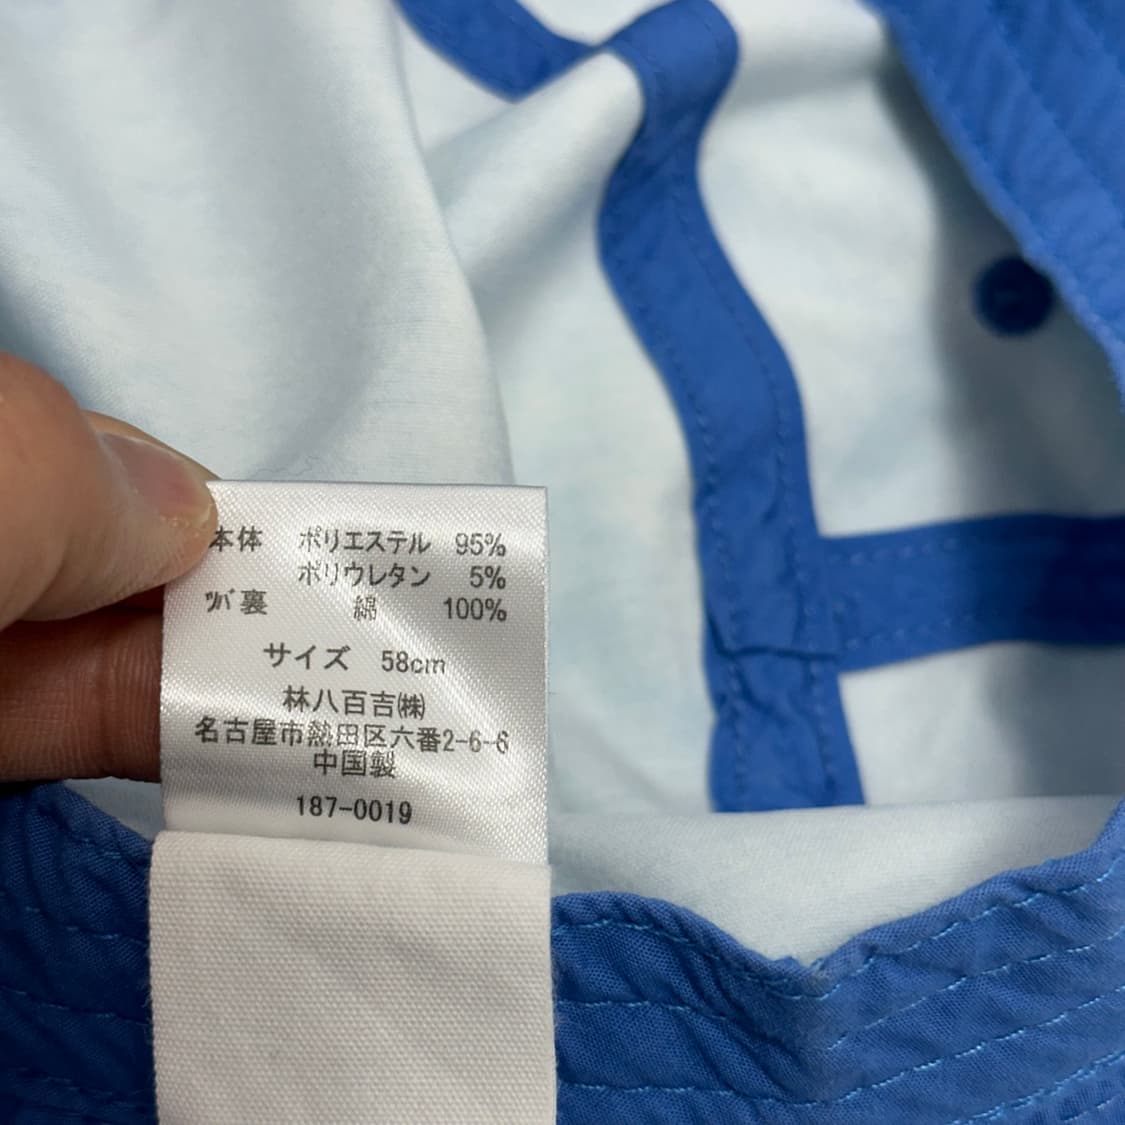 本体 ポリエステル 95%
ポリウレタン 5%
ツバ裏 綿 100%
サイズ 58cm
林八百吉㈱
名古屋市熱田区六番2-6-6
中国製
187-0019